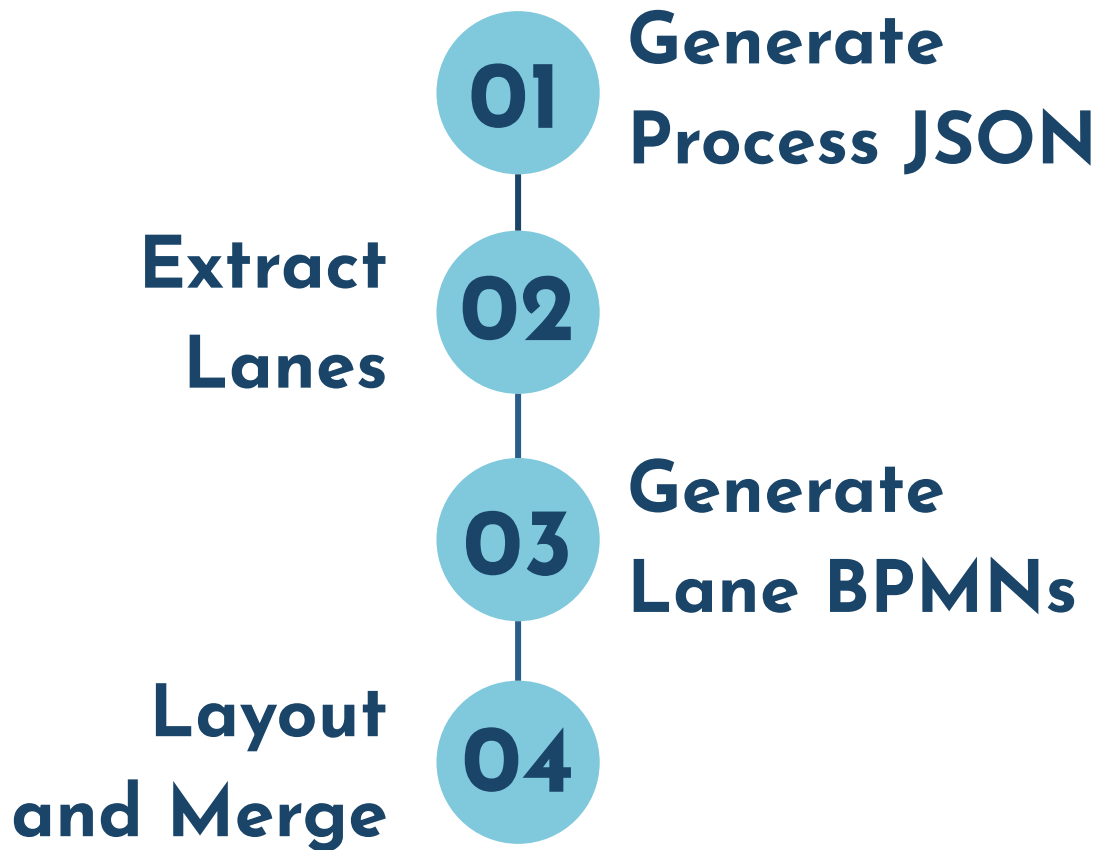 01
Generate
Process JSON
Extract
Lanes
02
03
Generate
Lane BPMNs
Layout
and Merge
04